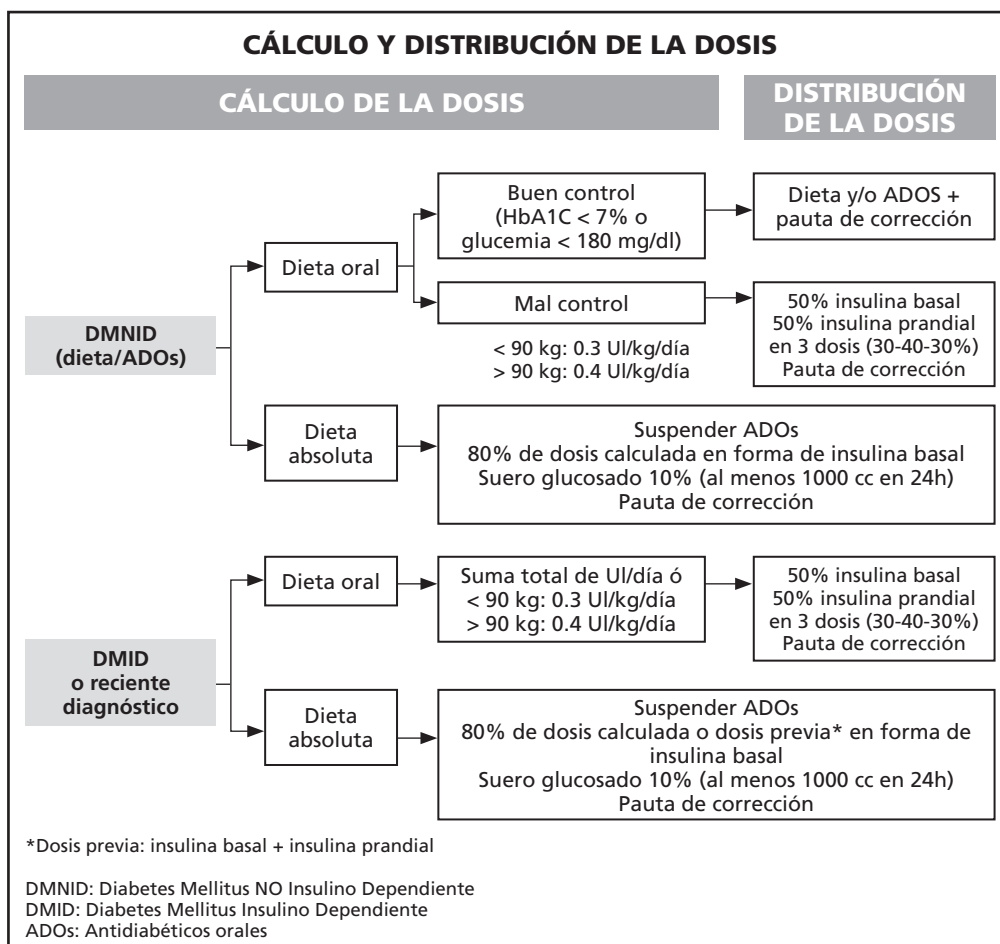 CÁLCULO Y DISTRIBUCIÓN DE LA DOSIS
CÁLCULO DE LA DOSIS
DISTRIBUCIÓN
DE LA DOSIS
DMNID
(dieta/ADOs)
Dieta oral
Buen control
(HbA1C < 7% o
glucemia < 180 mg/dl)
Dieta y/o ADOS +
pauta de corrección
Mal control
< 90 kg: 0.3 Ul/kg/día
> 90 kg: 0.4 Ul/kg/día
50% insulina basal
50% insulina prandial
en 3 dosis (30-40-30%)
Pauta de corrección
Dieta
absoluta
Suspender ADOs
80% de dosis calculada en forma de insulina basal
Suero glucosado 10% (al menos 1000 cc en 24h)
Pauta de corrección
DMID
o reciente
diagnóstico
Dieta oral
Suma total de Ul/día ó
< 90 kg: 0.3 Ul/kg/día
> 90 kg: 0.4 Ul/kg/día
50% insulina basal
50% insulina prandial
en 3 dosis (30-40-30%)
Pauta de corrección
Dieta
absoluta
Suspender ADOs
80% de dosis calculada o dosis previa* en forma de
insulina basal
Suero glucosado 10% (al menos 1000 cc en 24h)
Pauta de corrección
*Dosis previa: insulina basal + insulina prandial
DMNID: Diabetes Mellitus NO Insulino Dependiente
DMID: Diabetes Mellitus Insulino Dependiente
ADOs: Antidiabéticos orales